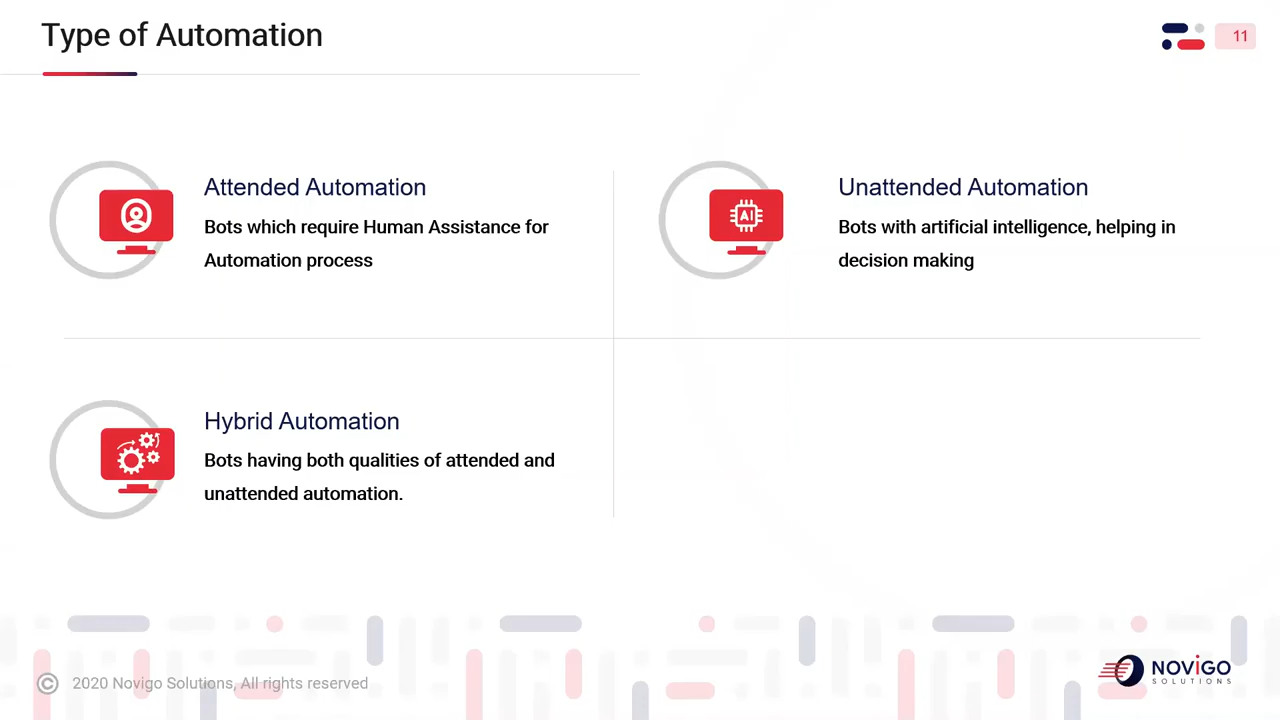 Type of Automation
11
Attended Automation
Bots which require Human Assistance for
Automation process
Unattended Automation
AI
Bots with artificial intelligence, helping in
decision making
Hybrid Automation
Bots having both qualities of attended and
unattended automation.
© 2020 Novigo Solutions, All rights reserved
NOViGO
SOLUTIONS